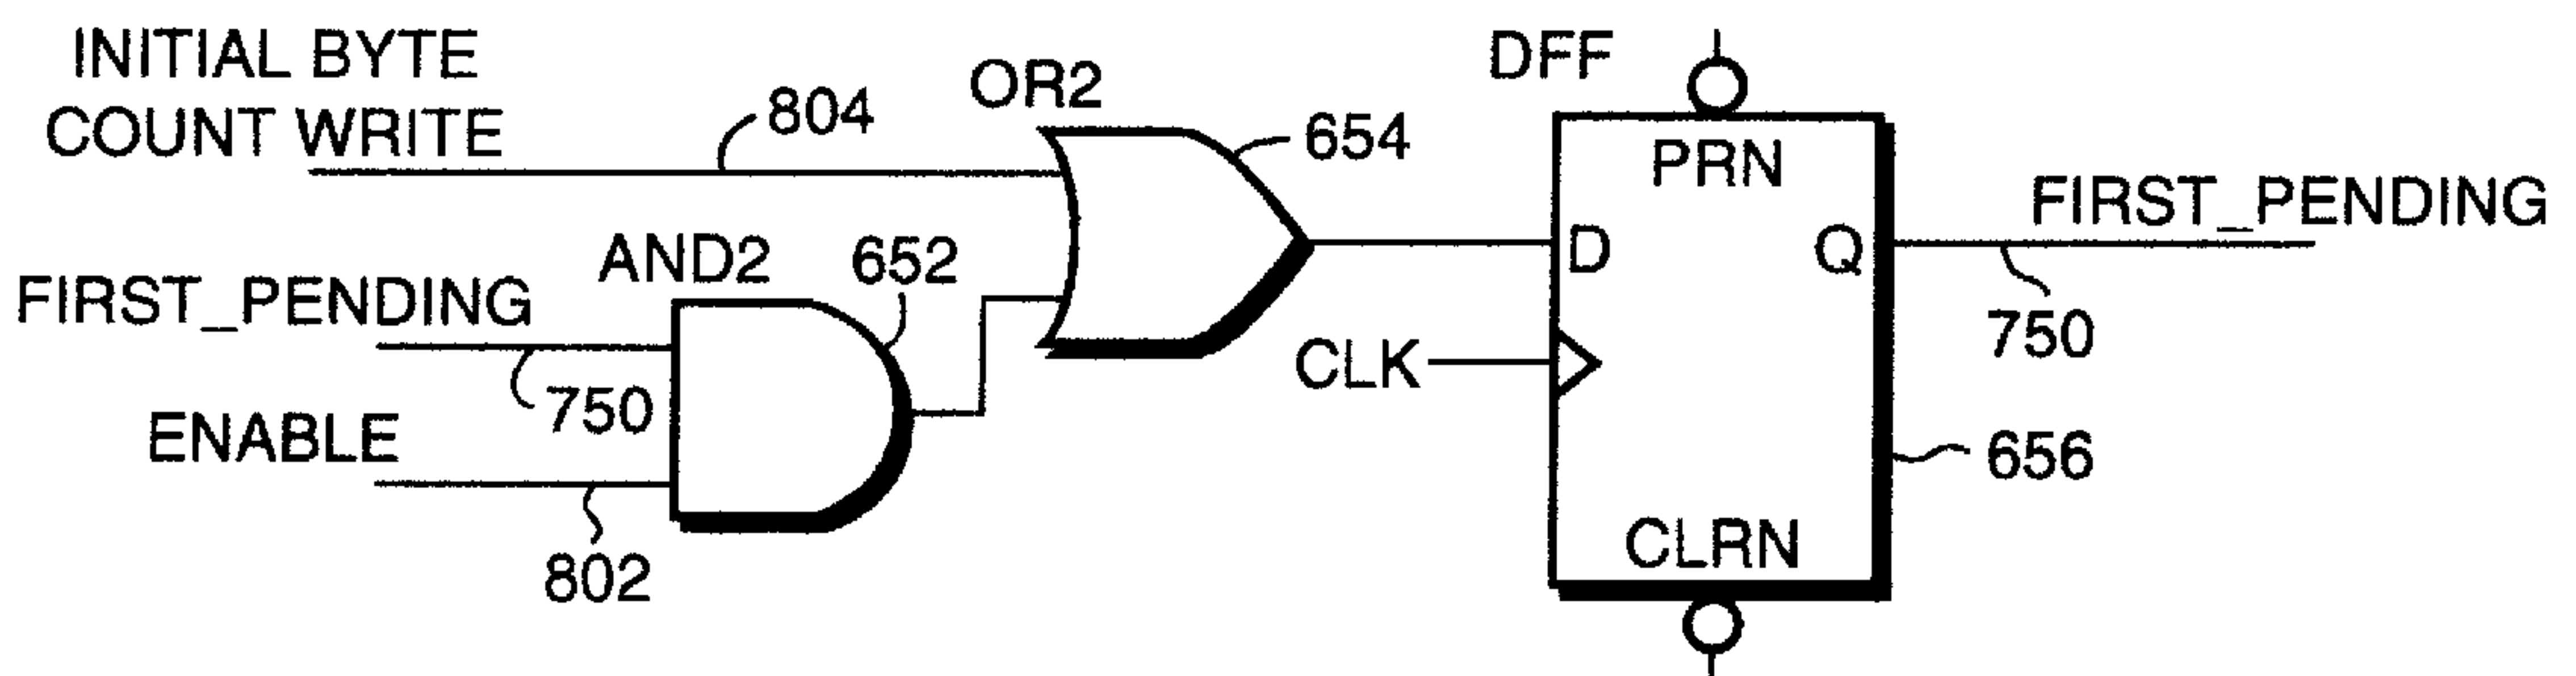 INITIAL BYTE
COUNT WRITE
804
OR2
654
DFF
PRN
D
Q
FIRST_PENDING
750
FIRST_PENDING
750
AND2
652
ENABLE
802
CLK
656
CLRN